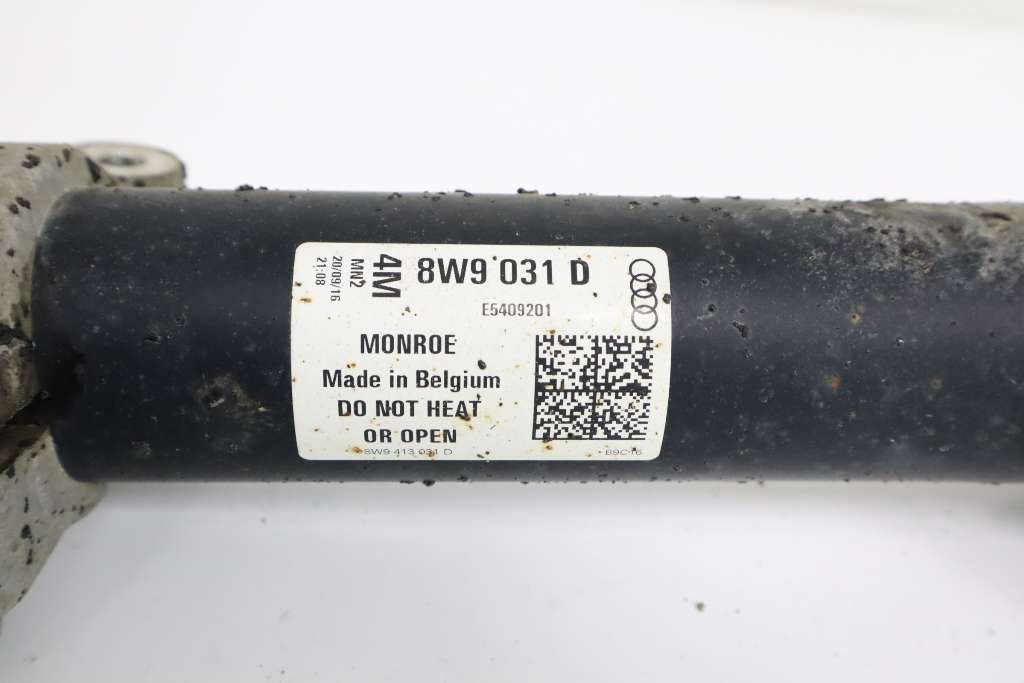 8W9 031 D
E5409201
4M
MN2
20/09/16
21:08
MONROE
Made in Belgium
DO NOT HEAT
OR OPEN
8W9 413 031 D
B9C16